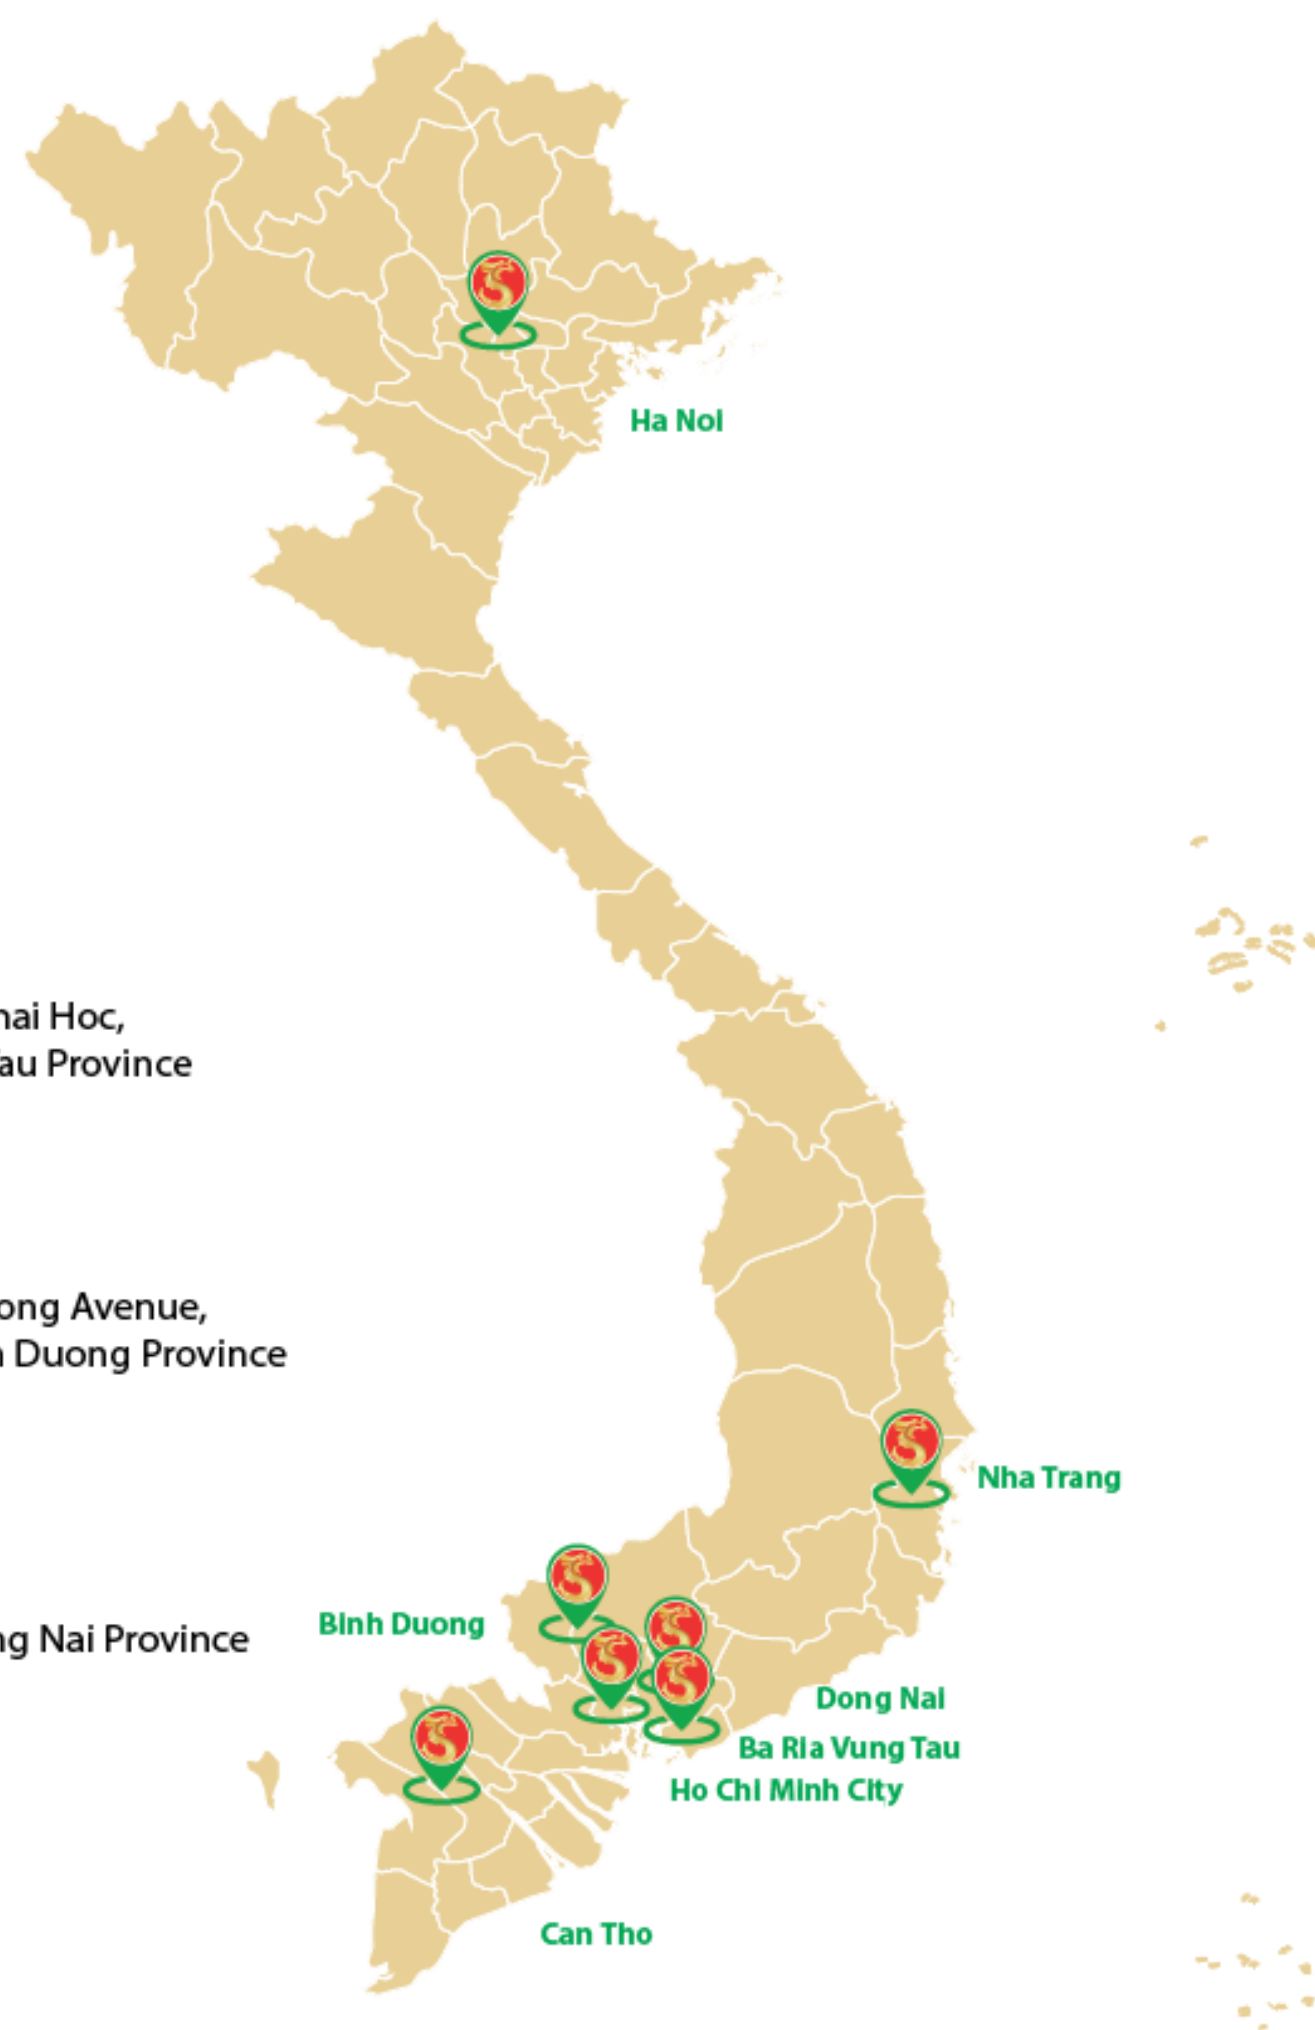 Ha Noi
hai Hoc,
au Province
ong Avenue,
Duong Province
Nha Trang
Binh Duong
ng Nai Province
Dong Nai
Ba Ria Vung Tau
Ho Chi Minh City
Can Tho